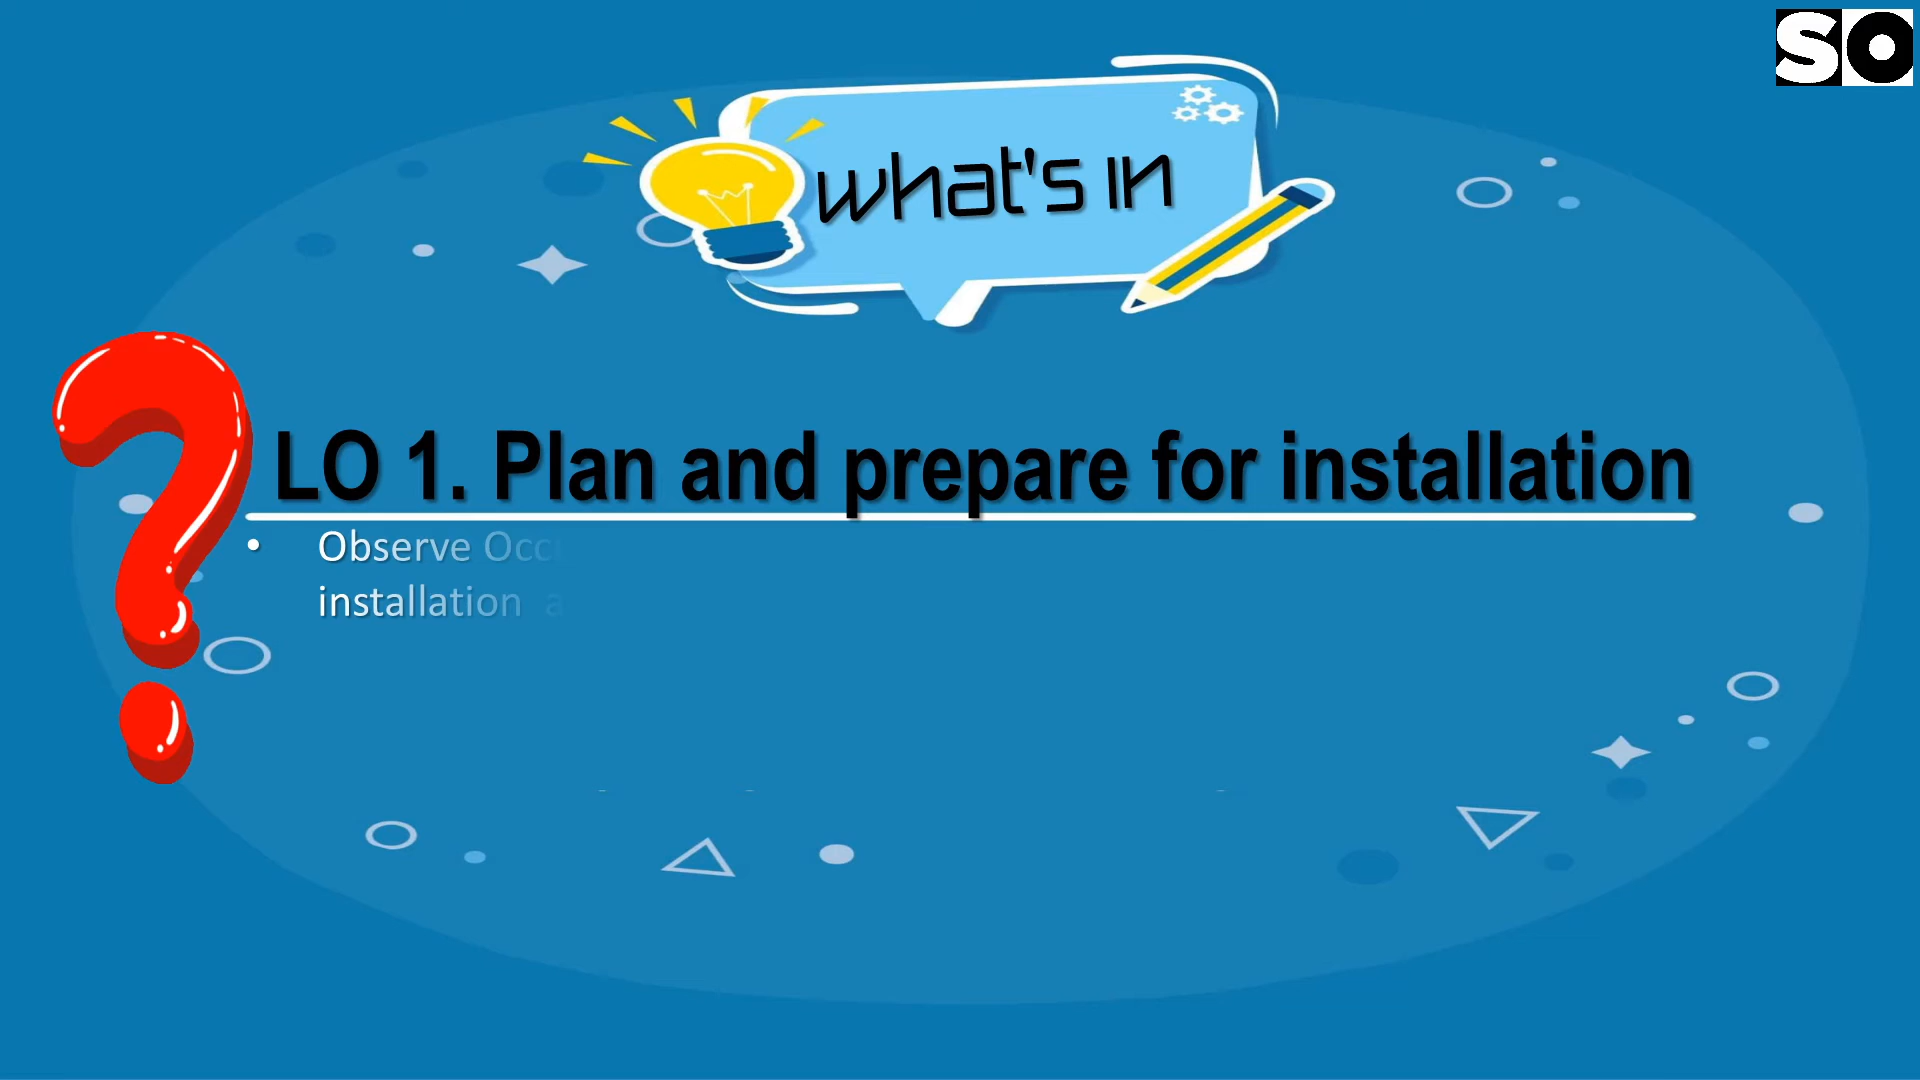 SO
what's in
LO 1. Plan and prepare for installation
• Observe
installation